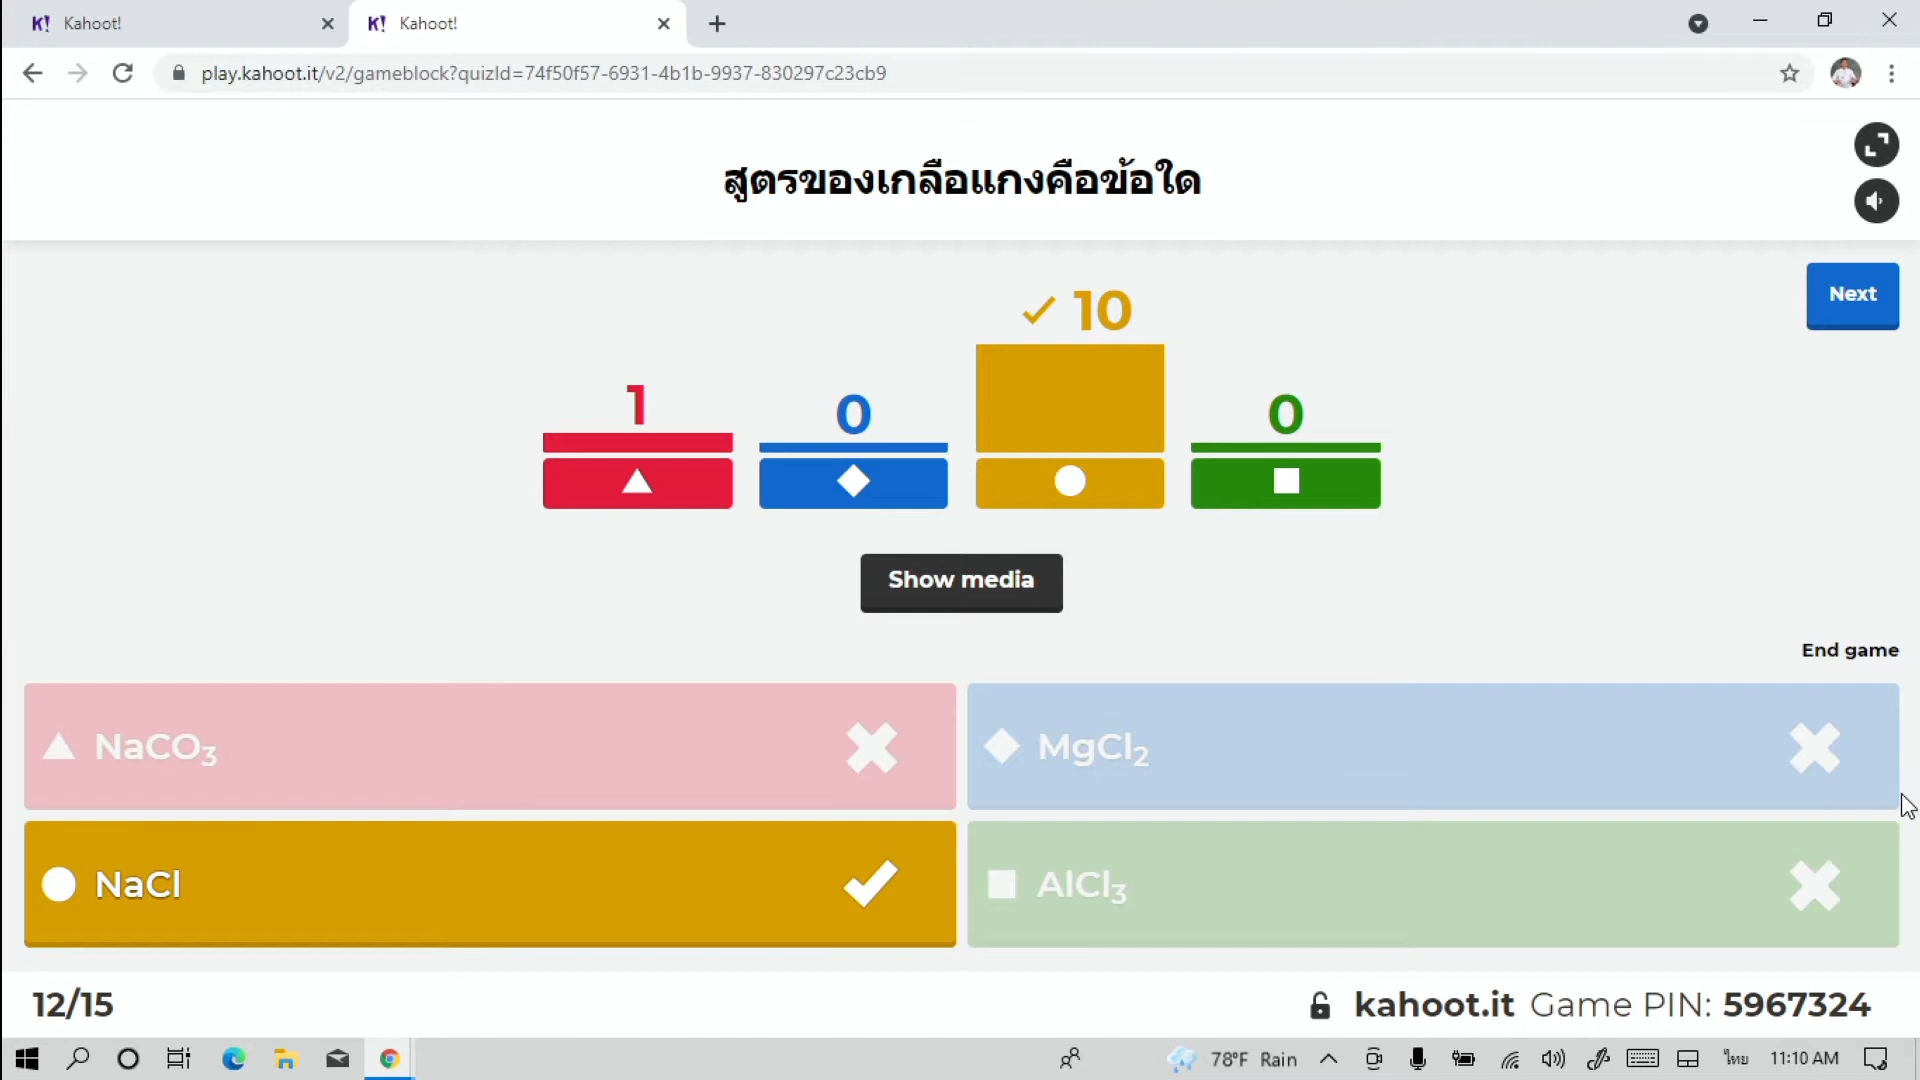 K! Kahoot!
K! Kahoot!
play.kahoot.it/v2/gameblock?quizId=74f50f57-6931-4b1b-9937-830297c23cb9
สูตรของเกลือแกงคือข้อใด
Next
10
1
0
0
Show media
End game
NaCO₃
MgCl₂
NaCl
AlCl₃
12/15
kahoot.it Game PIN: 5967324
78°F Rain
ไทย
11:10 AM